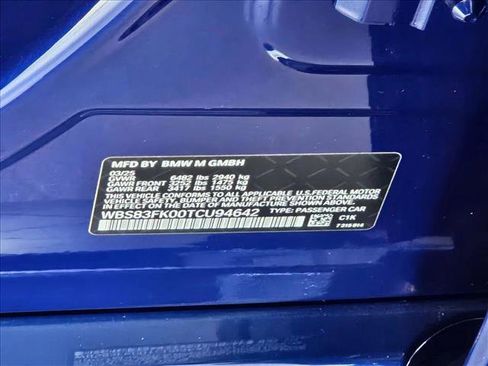 MFD BY BMW M GMBH
03/25
GVWR 6482 lbs 2940 kg
GAWR FRONT 3252 lbs 1475 kg
GAWR REAR 3417 lbs 1550 kg
THIS VEHICLE CONFORMS TO ALL APPLICABLE U.S. FEDERAL MOTOR
VEHICLE SAFETY, BUMPER, AND THEFT PREVENTION STANDARDS
IN EFFECT ON THE DATE OF MANUFACTURE SHOWN ABOVE.
WBS83FK00TCU94642 TYPE: PASSENGER CAR
C1K